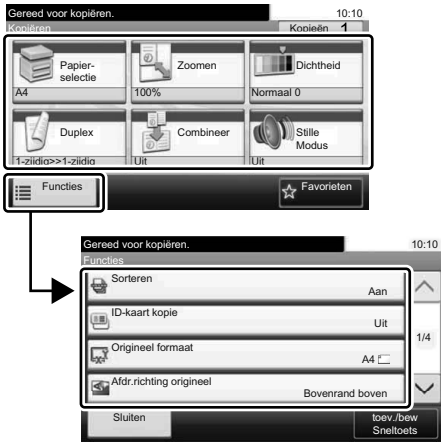 Gereed voor kopiëren. 10:10
Kopiëren Kopieën 1
Papier-
selectie
A4
Zoomen
100%
Dichtheid
Normaal 0
Duplex
1-zijdig>>1-zijdig
Combineer
Uit
Stille
Modus
Uit
Functies
Favorieten
Gereed voor kopiëren. 10:10
Functies
Sorteren
Aan
ID-kaart kopie
Uit
Origineel formaat
A4
Afdr.richting origineel
Bovenrand boven
1/4
Sluiten
toev./bew
Sneltoets